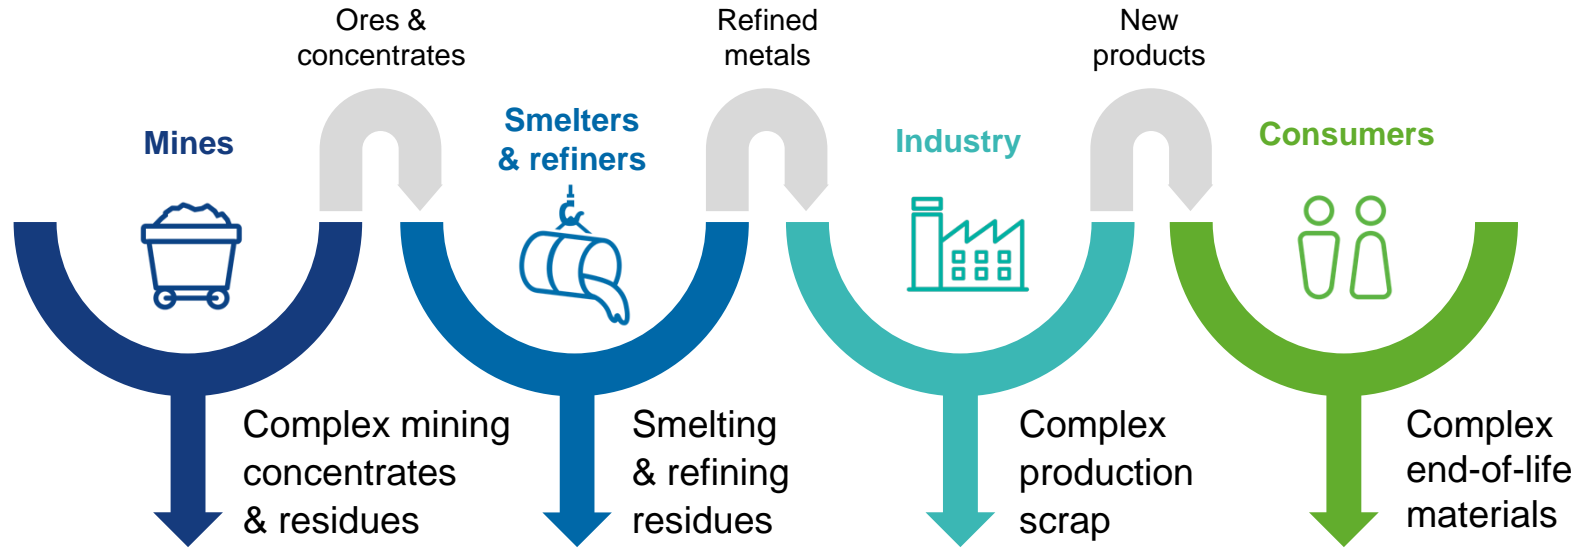 Ores &
concentrates
Refined
metals
New
products
Mines
Smelters
& refiners
Industry
Consumers
Complex mining
concentrates
& residues
Smelting
& refining
residues
Complex
production
scrap
Complex
end-of-life
materials